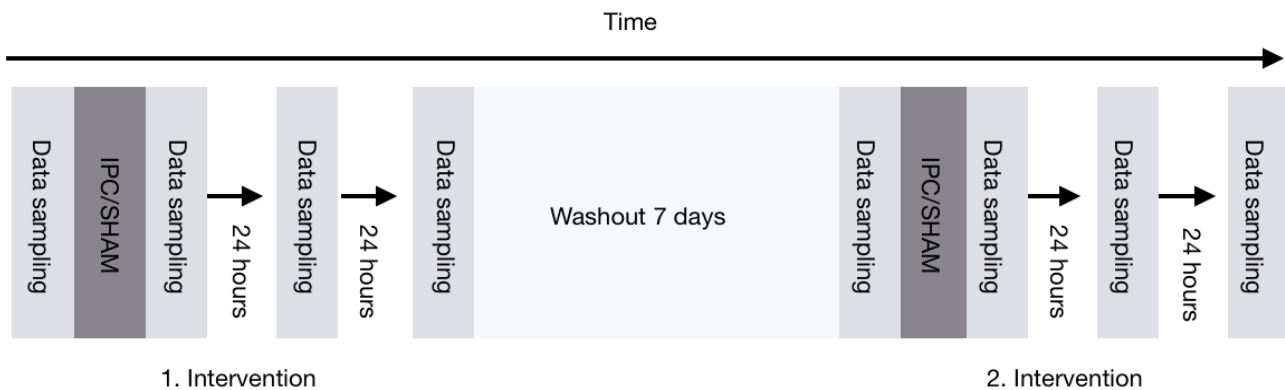 Time
Data sampling
IPC/SHAM
Data sampling
24 hours
Data sampling
24 hours
Data sampling
Washout 7 days
Data sampling
IPC/SHAM
Data sampling
24 hours
Data sampling
24 hours
Data sampling
1. Intervention
2. Intervention